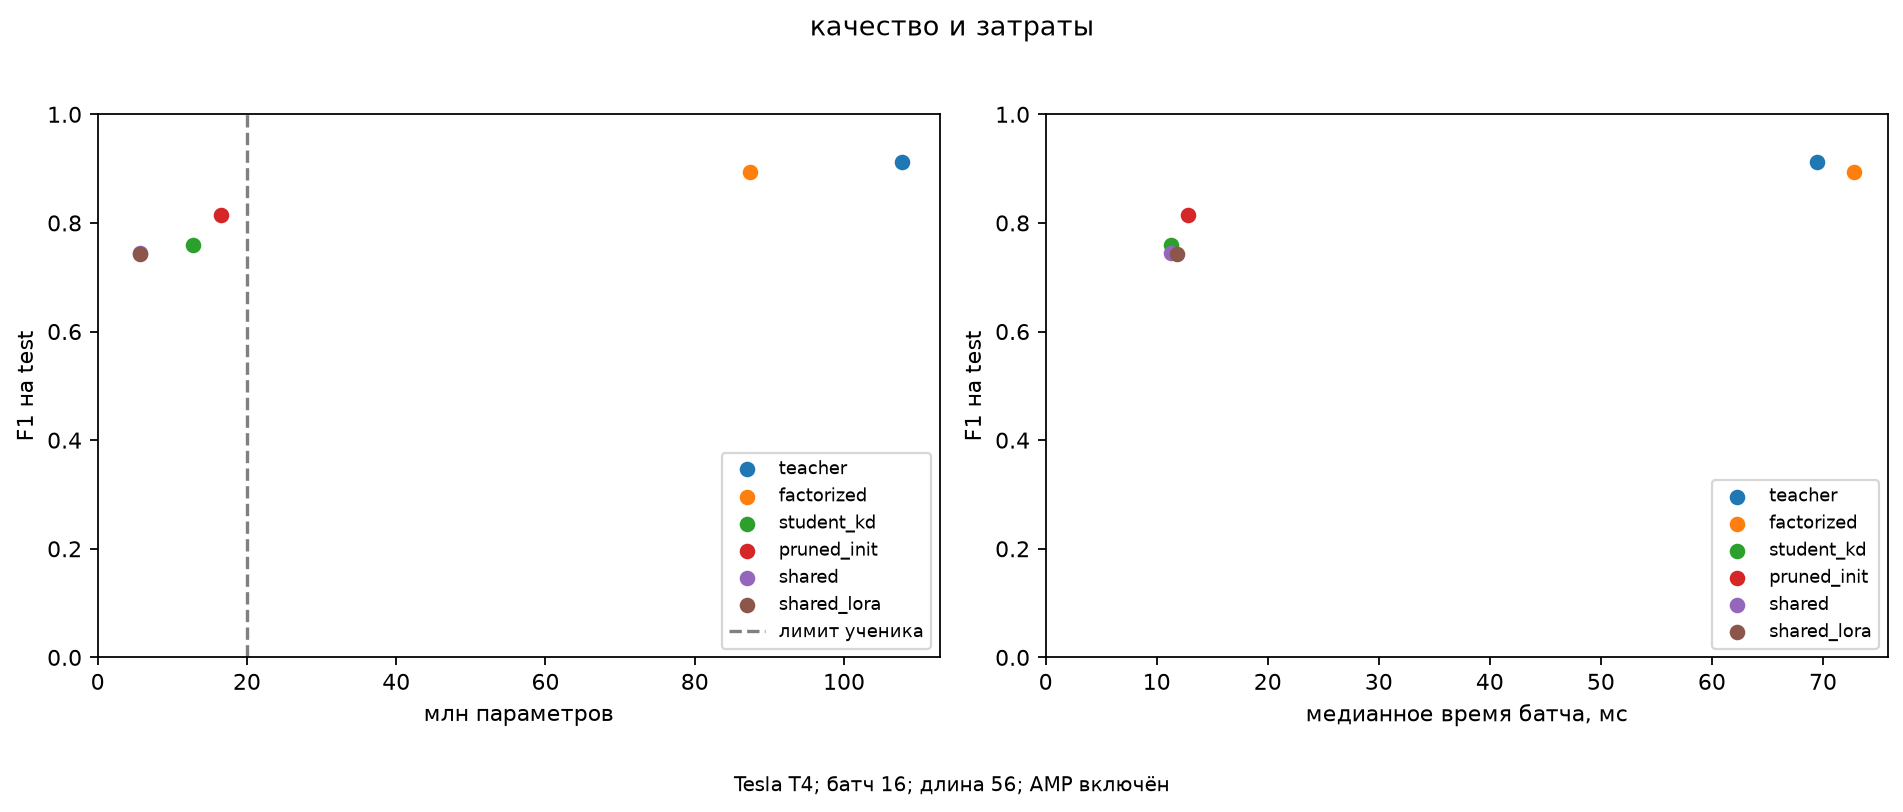 качество и затраты
F1 на test
1.0
0.8
0.6
0.4
0.2
0.0
0
20
40
60
80
100
млн параметров
teacher
factorized
student_kd
pruned_init
shared
shared_lora
лимит ученика
F1 на test
1.0
0.8
0.6
0.4
0.2
0.0
0
10
20
30
40
50
60
70
медианное время батча, мс
teacher
factorized
student_kd
pruned_init
shared
shared_lora
Tesla T4; батч 16; длина 56; AMP включён